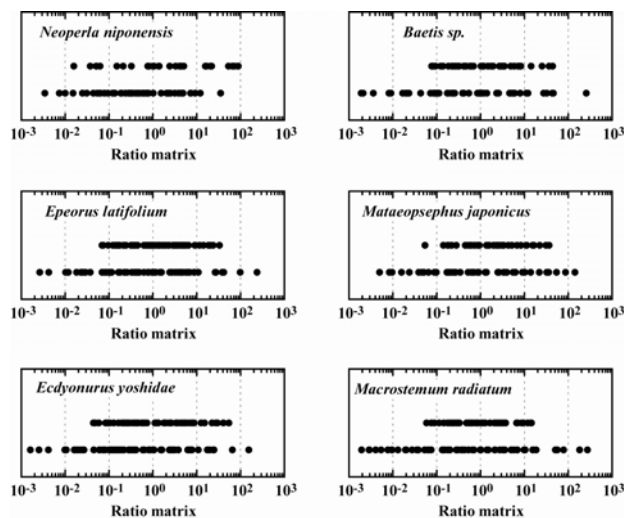 Neoperla niponensis
10-3 10-2 10-1 100 101 102 103
Ratio matrix
Baetis sp.
10-3 10-2 10-1 100 101 102 103
Ratio matrix
Epeorus latifolium
10-3 10-2 10-1 100 101 102 103
Ratio matrix
Mataeopsephus japonicus
10-3 10-2 10-1 100 101 102 103
Ratio matrix
Ecdyonurus yoshidae
10-3 10-2 10-1 100 101 102 103
Ratio matrix
Macrostemum radiatum
10-3 10-2 10-1 100 101 102 103
Ratio matrix